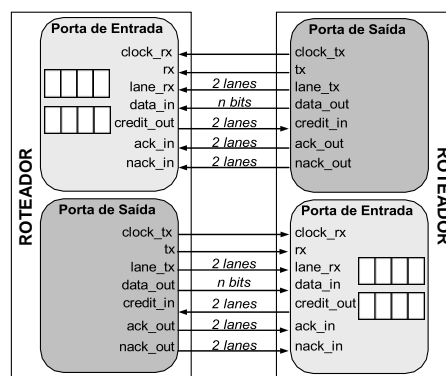 Porta de Entrada
clock_rx
rx
lane_rx
data_in
credit_out
ack_in
nack_in
2 lanes
n bits
2 lanes
2 lanes
2 lanes
Porta de Saída
clock_tx
tx
lane_tx
data_out
credit_in
ack_out
nack_out
ROTEADOR
ROTEADOR
Porta de Saída
clock_tx
tx
lane_tx
data_out
credit_in
ack_out
nack_out
2 lanes
n bits
2 lanes
2 lanes
2 lanes
Porta de Entrada
clock_rx
rx
lane_rx
data_in
credit_out
ack_in
nack_in